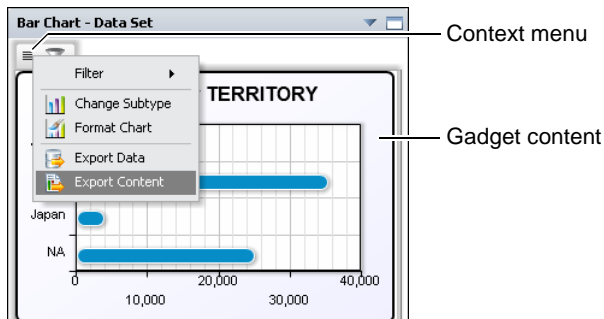 Bar Chart - Data Set
Context menu
Filter
TERRITORY
Change Subtype
Format Chart
Gadget content
Export Data
Export Content
Japan
NA
0
20,000
40,000
10,000
30,000